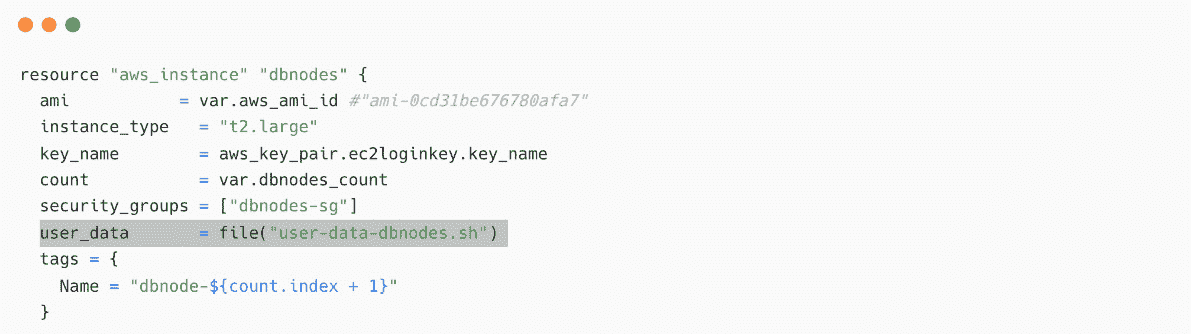 resource "aws_instance" "dbnodes" {
  ami           = var.aws_ami_id #"ami-0cd31be676780afa7"
  instance_type   = "t2.large"
  key_name        = aws_key_pair.ec2loginkey.key_name
  count           = var.dbnodes_count
  security_groups = ["dbnodes-sg"]
  user_data       = file("user-data-dbnodes.sh")
  tags = {
    Name = "dbnode-${count.index + 1}"
  }